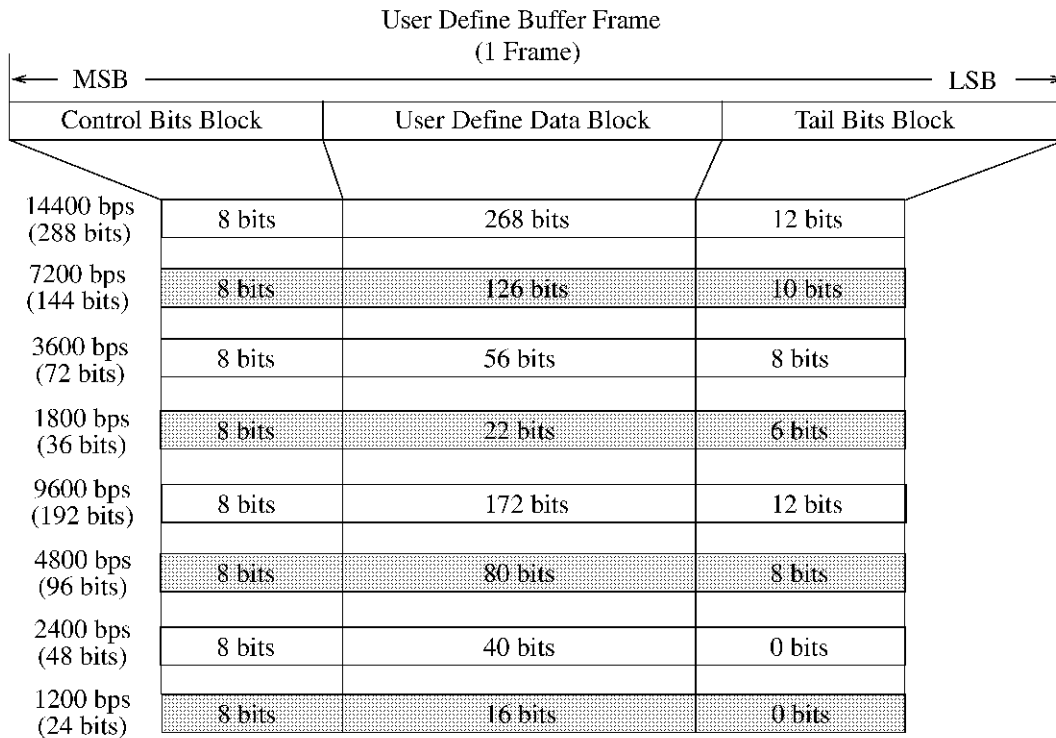 User Define Buffer Frame
(1 Frame)
MSB LSB
Control Bits Block User Define Data Block Tail Bits Block
14400 bps
(288 bits)
8 bits 268 bits 12 bits
7200 bps
(144 bits)
8 bits 126 bits 10 bits
3600 bps
(72 bits)
8 bits 56 bits 8 bits
1800 bps
(36 bits)
8 bits 22 bits 6 bits
9600 bps
(192 bits)
8 bits 172 bits 12 bits
4800 bps
(96 bits)
8 bits 80 bits 8 bits
2400 bps
(48 bits)
8 bits 40 bits 0 bits
1200 bps
(24 bits)
8 bits 16 bits 0 bits